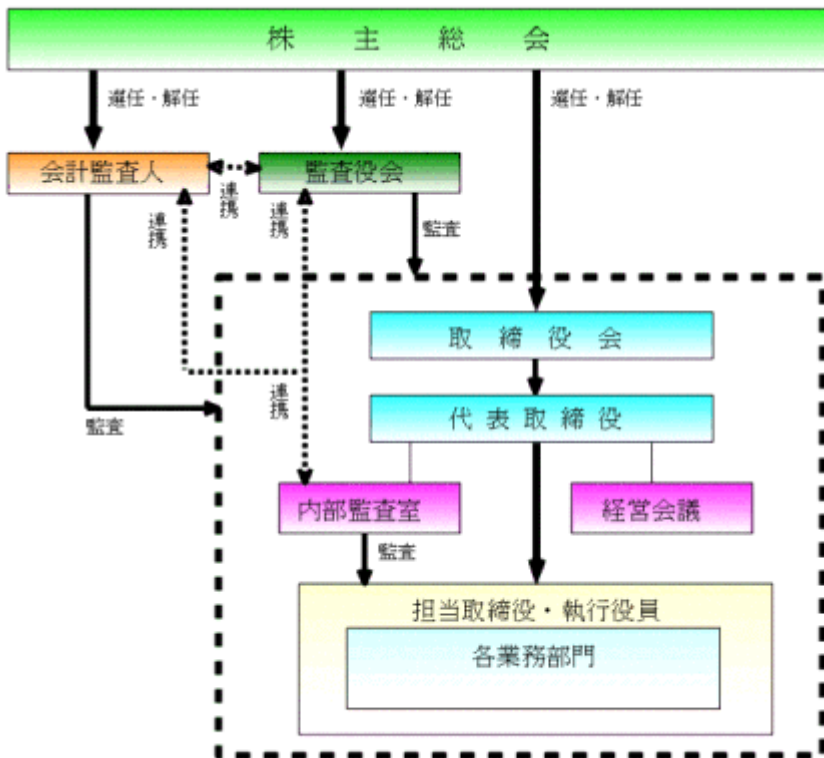 株主総会
選任・解任
選任・解任
選任・解任
会計監査人
連携
監査役会
連携
連携
監査
取締役会
連携
代表取締役
監査
内部監査室
経営会議
監査
担当取締役・執行役員
各業務部門